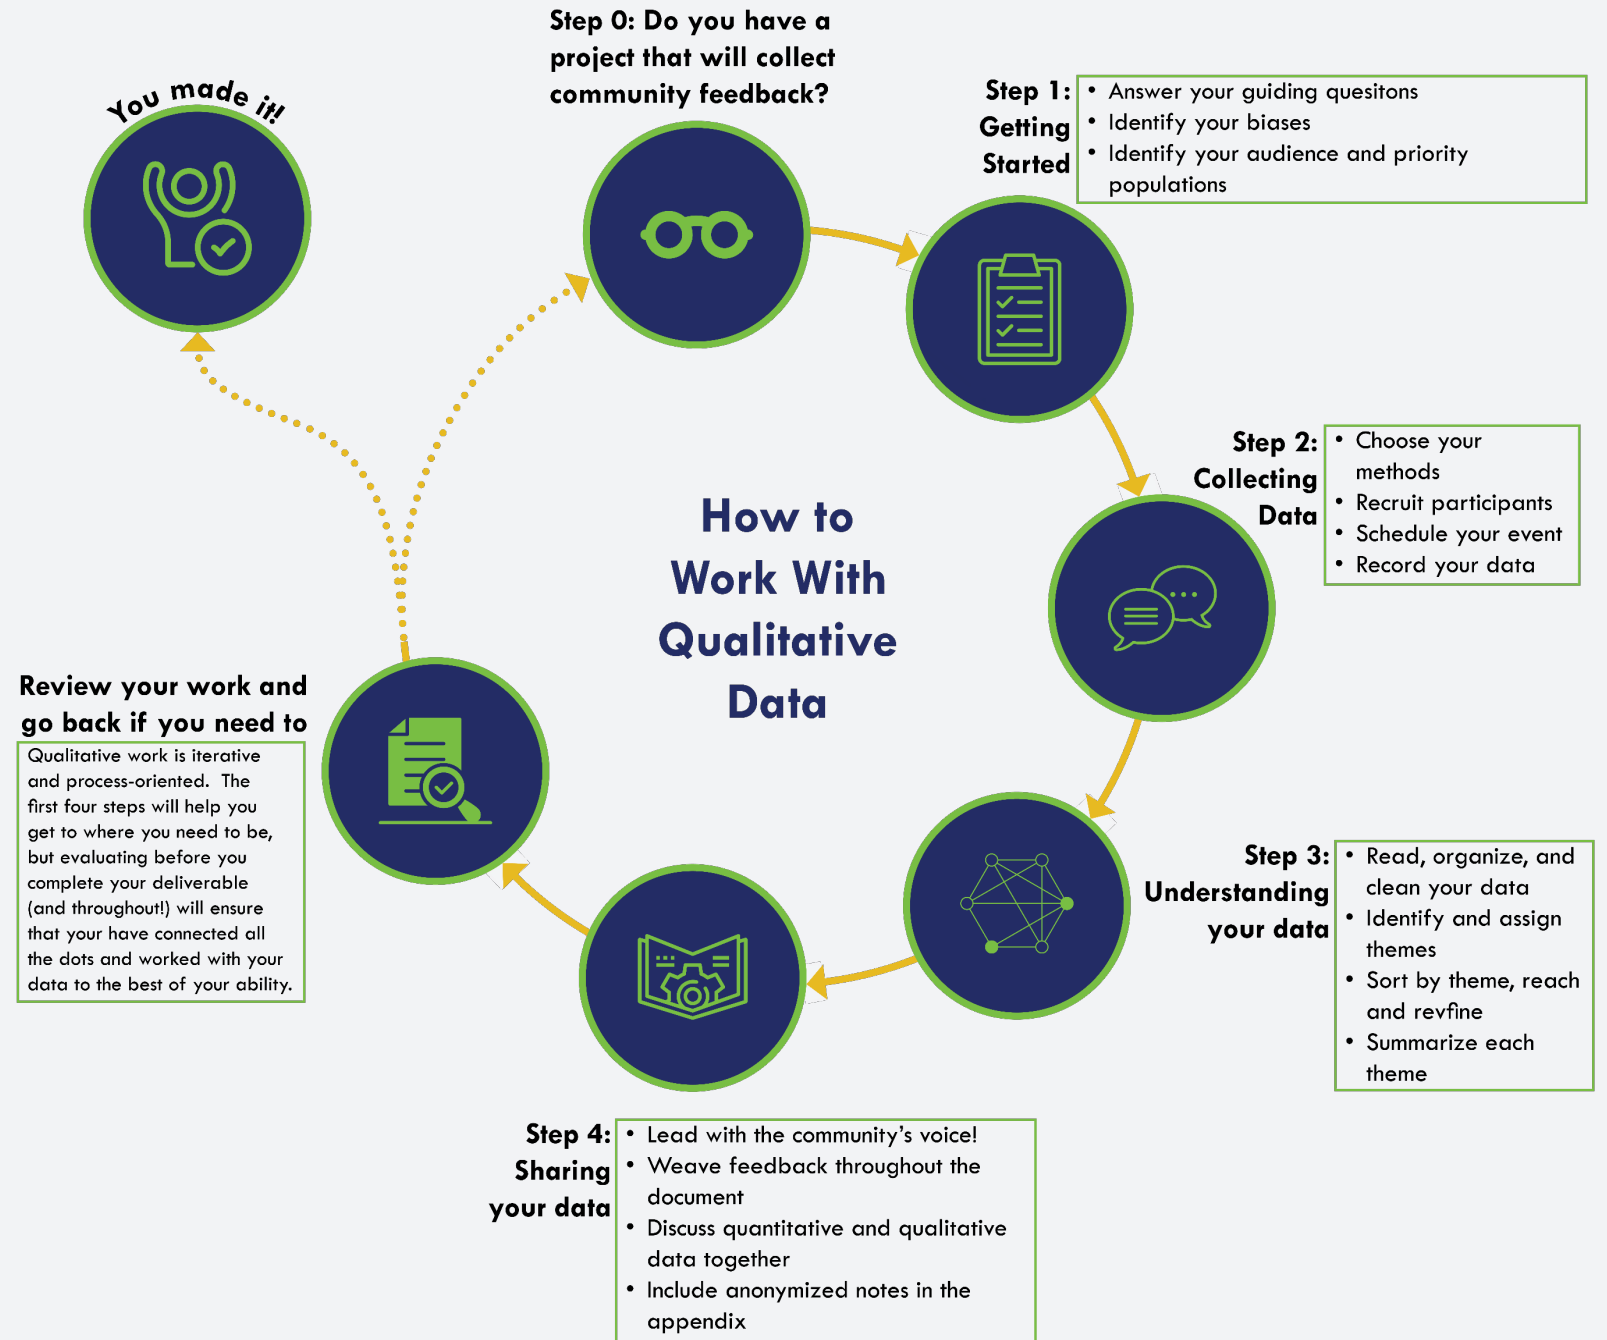 Step 0: Do you have a
project that will collect
community feedback?
You made it!
Step 1:
Getting
Started
• Answer your guiding quesitons
• Identify your biases
• Identify your audience and priority
populations
Step 2:
Collecting
Data
• Choose your
methods
• Recruit participants
• Schedule your event
• Record your data
How to
Work With
Qualitative
Data
Step 3:
Understanding
your data
• Read, organize, and
clean your data
• Identify and assign
themes
• Sort by theme, reach
and revfine
• Summarize each
theme
Step 4:
Sharing
your data
• Lead with the community’s voice!
• Weave feedback throughout the
document
• Discuss quantitative and qualitative
data together
• Include anonymized notes in the
appendix
Review your work and
go back if you need to
Qualitative work is iterative
and process-oriented.  The
first four steps will help you
get to where you need to be,
but evaluating before you
complete your deliverable
(and throughout!) will ensure
that your have connected all
the dots and worked with your
data to the best of your ability.